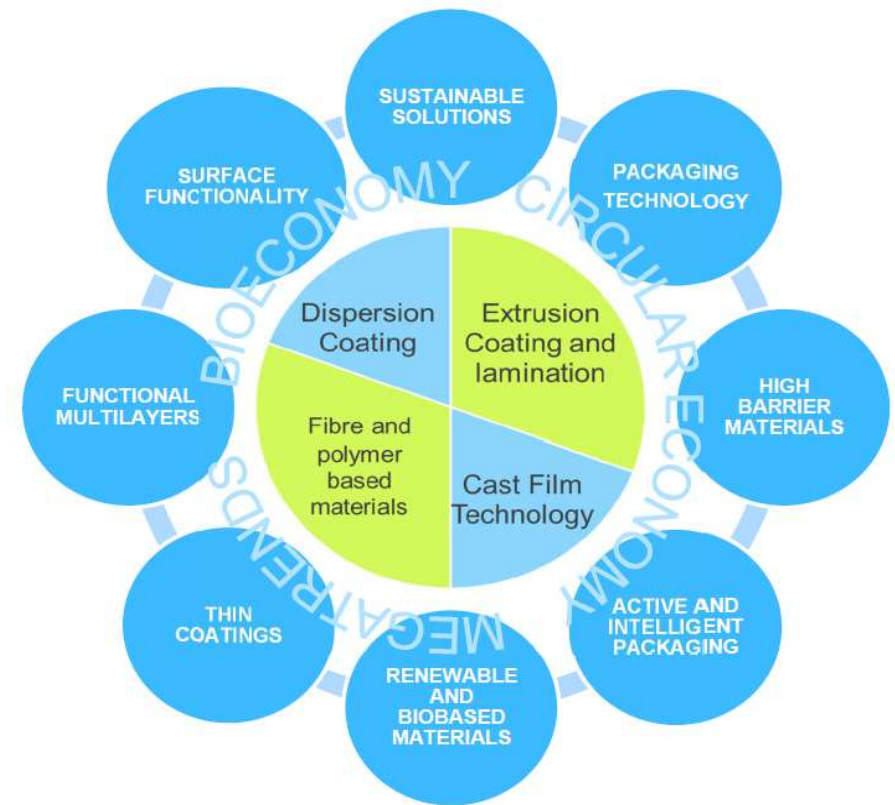 SUSTAINABLE
SOLUTIONS
PACKAGING
TECHNOLOGY
HIGH
BARRIER
MATERIALS
ACTIVE AND
INTELLIGENT
PACKAGING
RENEWABLE
AND
BIOBASED
MATERIALS
THIN
COATINGS
FUNCTIONAL
MULTILAYERS
SURFACE
FUNCTIONALITY
BIOECONOMY
CIRCULAR ECONOMY
MEGATRENDS
Dispersion
Coating
Extrusion
Coating and
lamination
Fibre and
polymer
based
materials
Cast Film
Technology